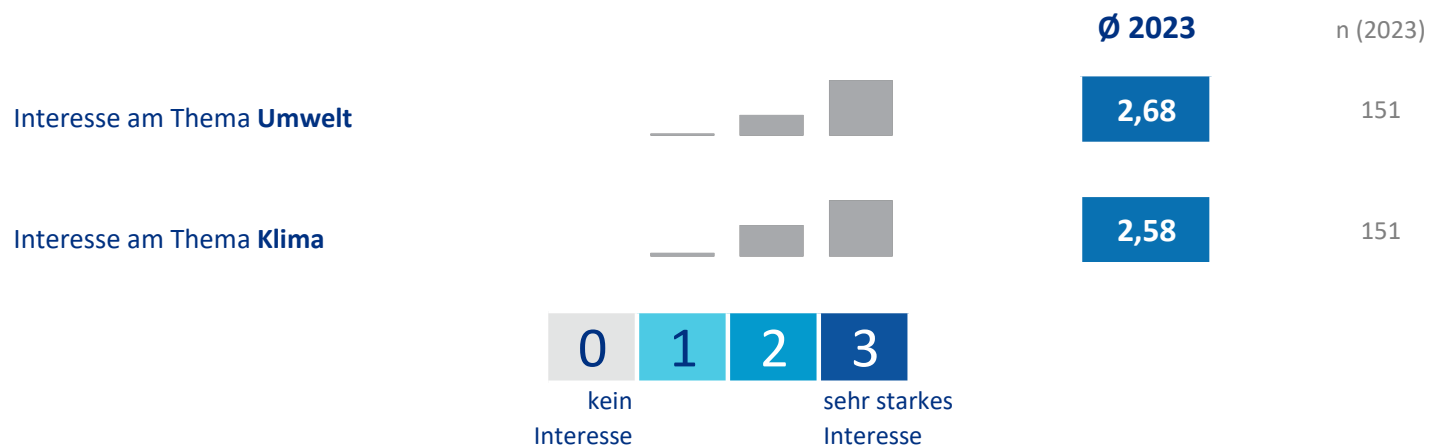 Ø 2023 n (2023)
Interesse am Thema Umwelt 2,68 151
Interesse am Thema Klima 2,58 151
0 1 2 3
kein sehr starkes
Interesse Interesse